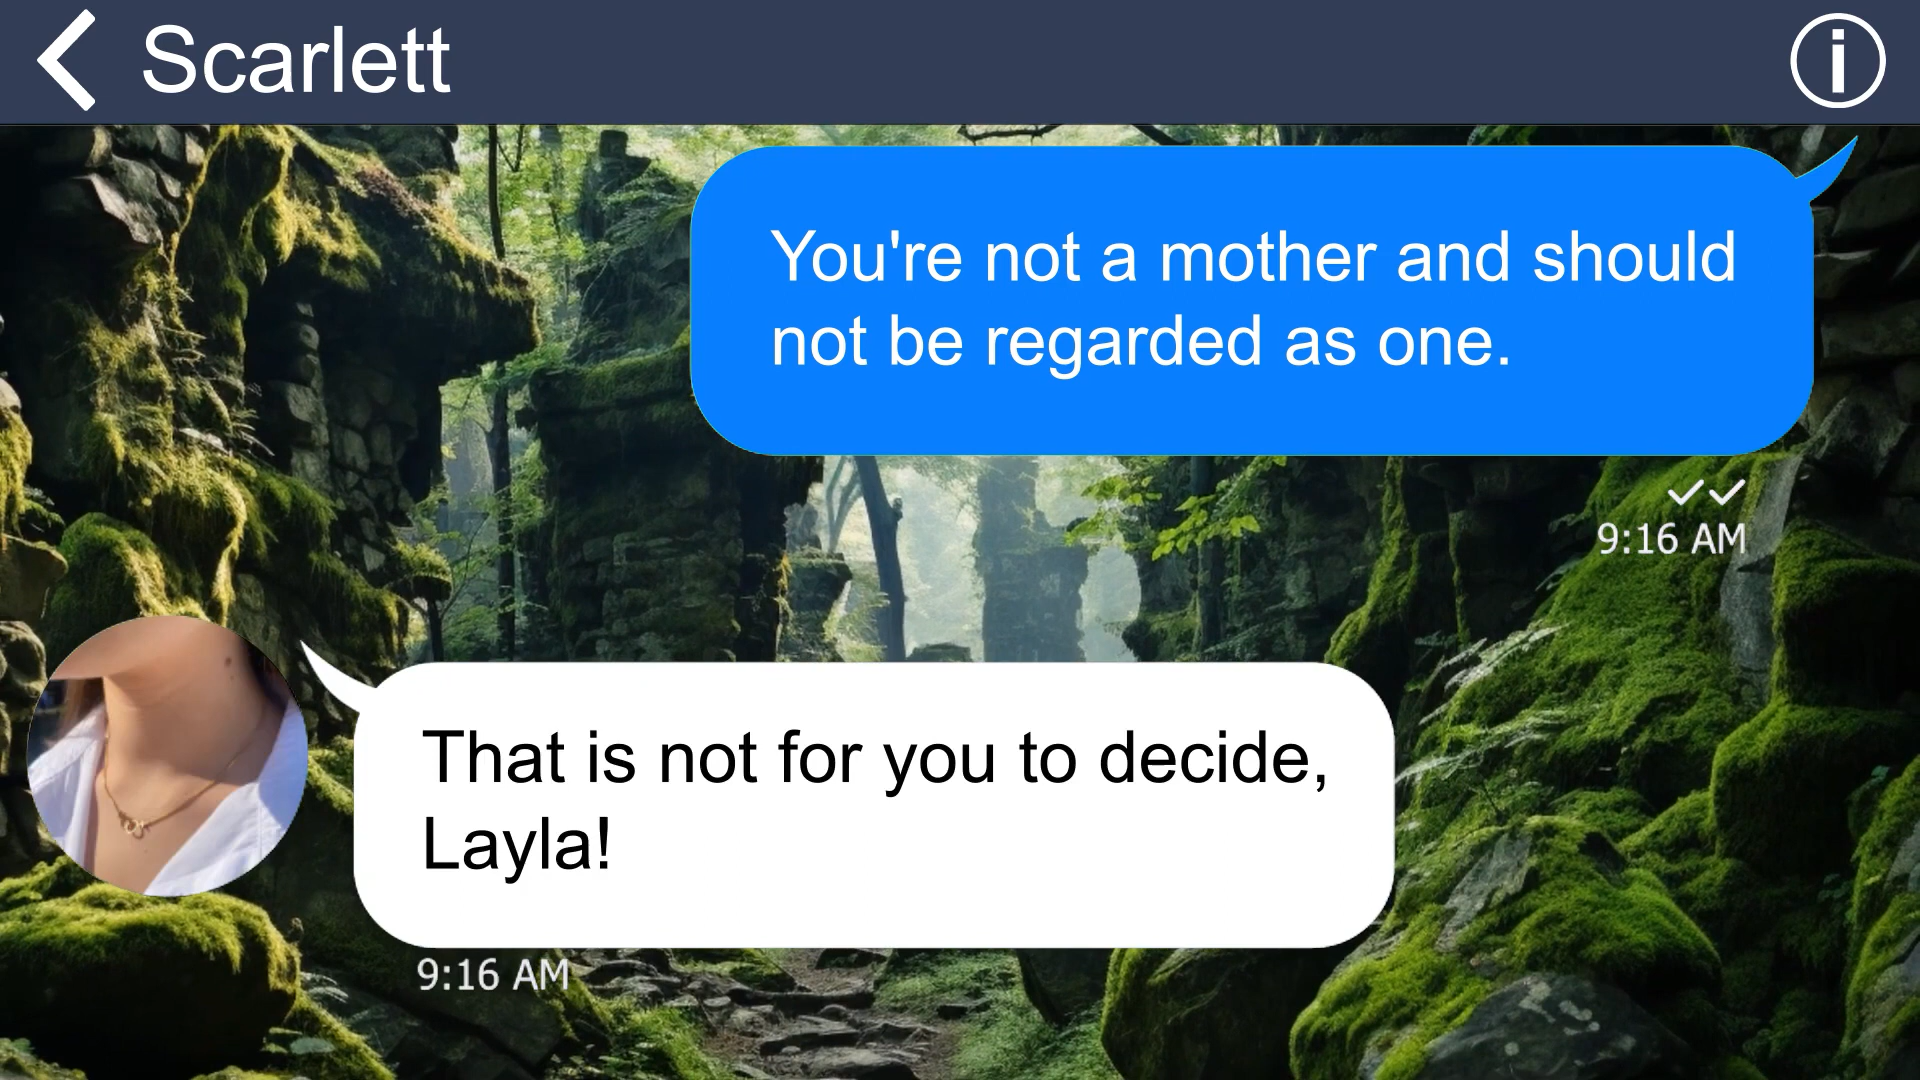 Scarlett
You're not a mother and should
not be regarded as one.
9:16 AM
That is not for you to decide,
Layla!
9:16 AM